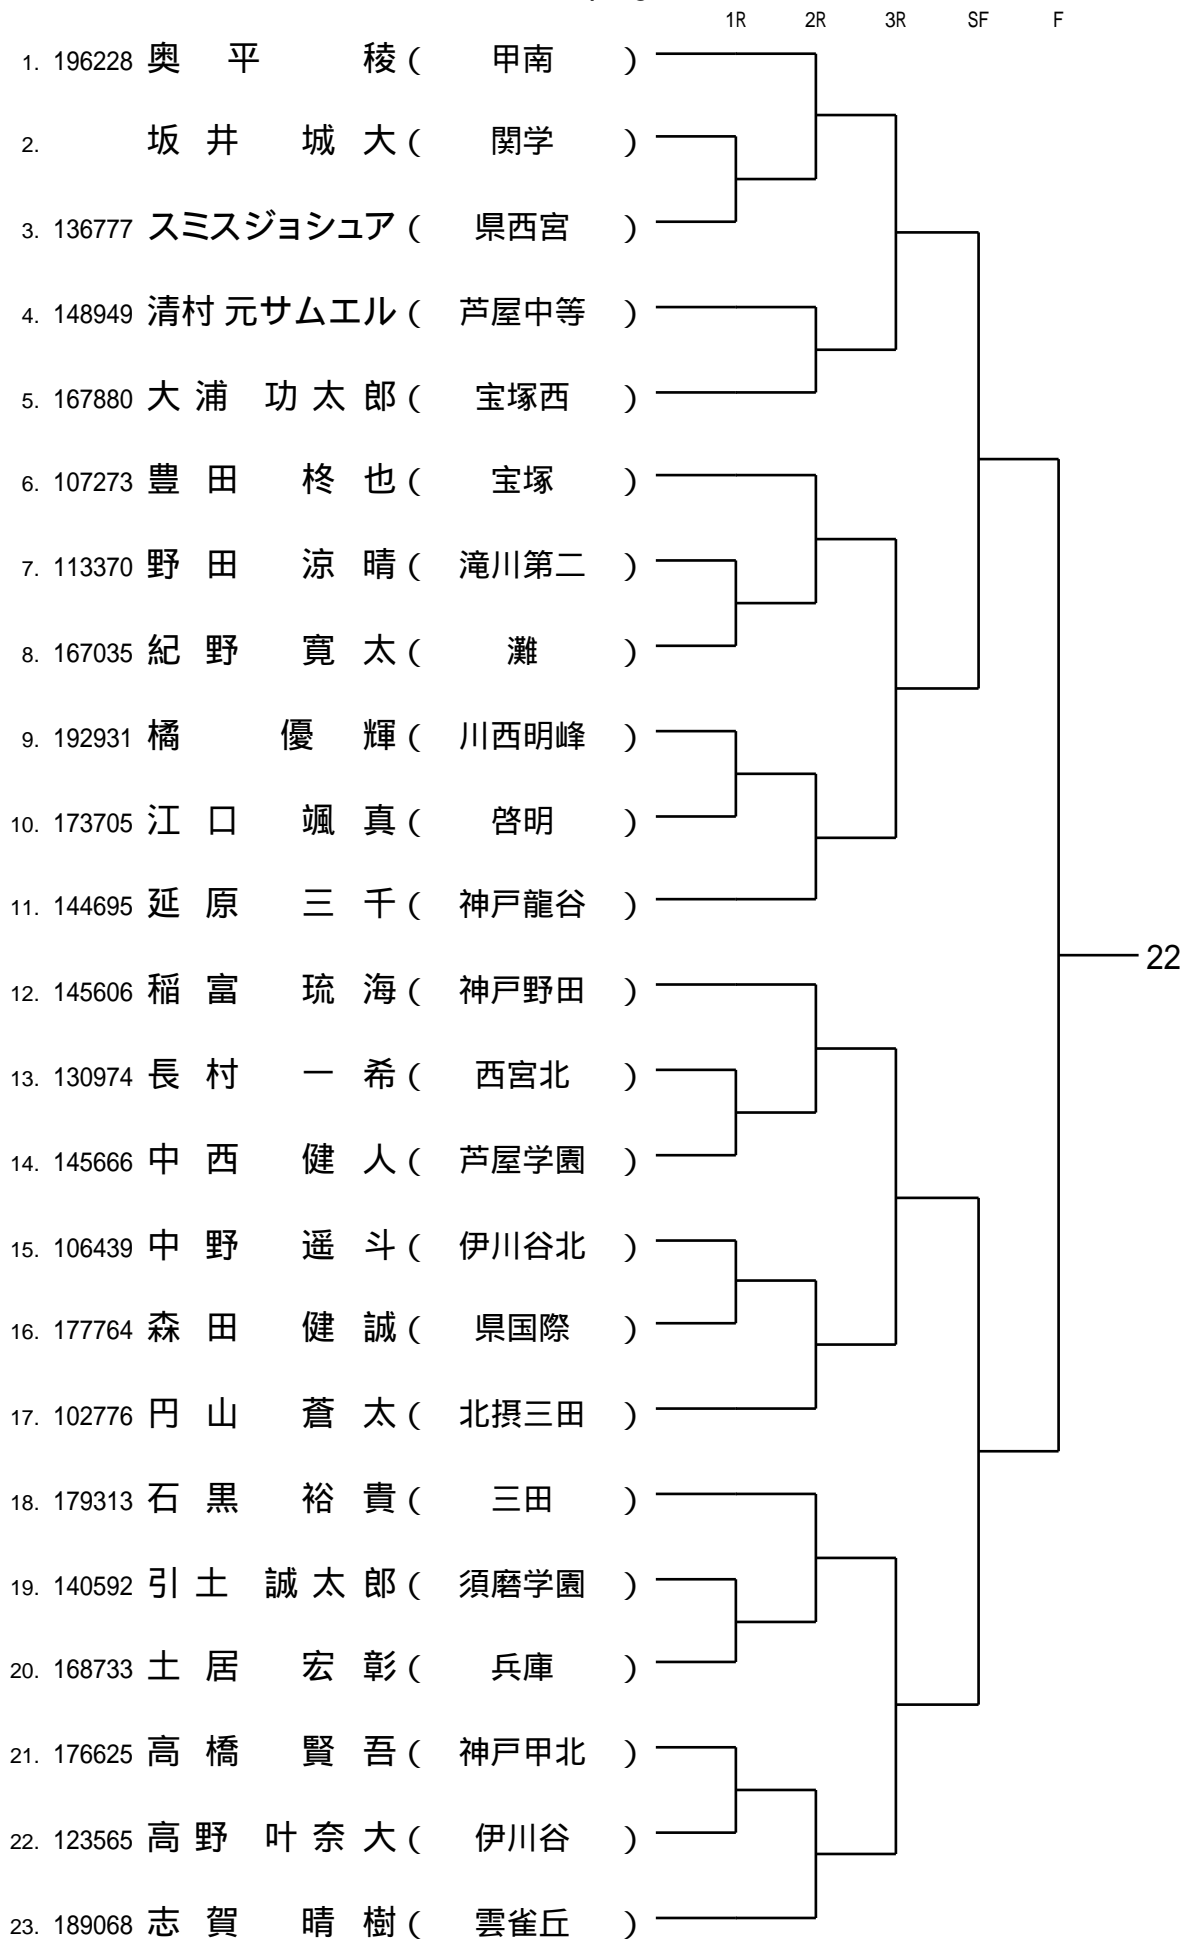 1R 2R 3R SF F
1. 196228 奥平 稜 ( 甲南 )
2. 坂井 城大 ( 関学 )
3. 136777 スミスジョシュア ( 県西宮 )
4. 148949 清村 元サムエル ( 芦屋中等 )
5. 167880 大浦 功太郎 ( 宝塚西 )
6. 107273 豊田 柊也 ( 宝塚 )
7. 113370 野田 涼晴 ( 滝川第二 )
8. 167035 紀野 寛太 ( 灘 )
9. 192931 橘 優輝 ( 川西明峰 )
10. 173705 江口 颯真 ( 啓明 )
11. 144695 延原 三千 ( 神戸龍谷 )
22
12. 145606 稲富 琉海 ( 神戸野田 )
13. 130974 長村 一希 ( 西宮北 )
14. 145666 中西 健人 ( 芦屋学園 )
15. 106439 中野 遥斗 ( 伊川谷北 )
16. 177764 森田 健誠 ( 県国際 )
17. 102776 円山 蒼太 ( 北摂三田 )
18. 179313 石黒 裕貴 ( 三田 )
19. 140592 引土 誠太郎 ( 須磨学園 )
20. 168733 土居 宏彰 ( 兵庫 )
21. 176625 高橋 賢吾 ( 神戸甲北 )
22. 123565 高野 叶奈大 ( 伊川谷 )
23. 189068 志賀 晴樹 ( 雲雀丘 )